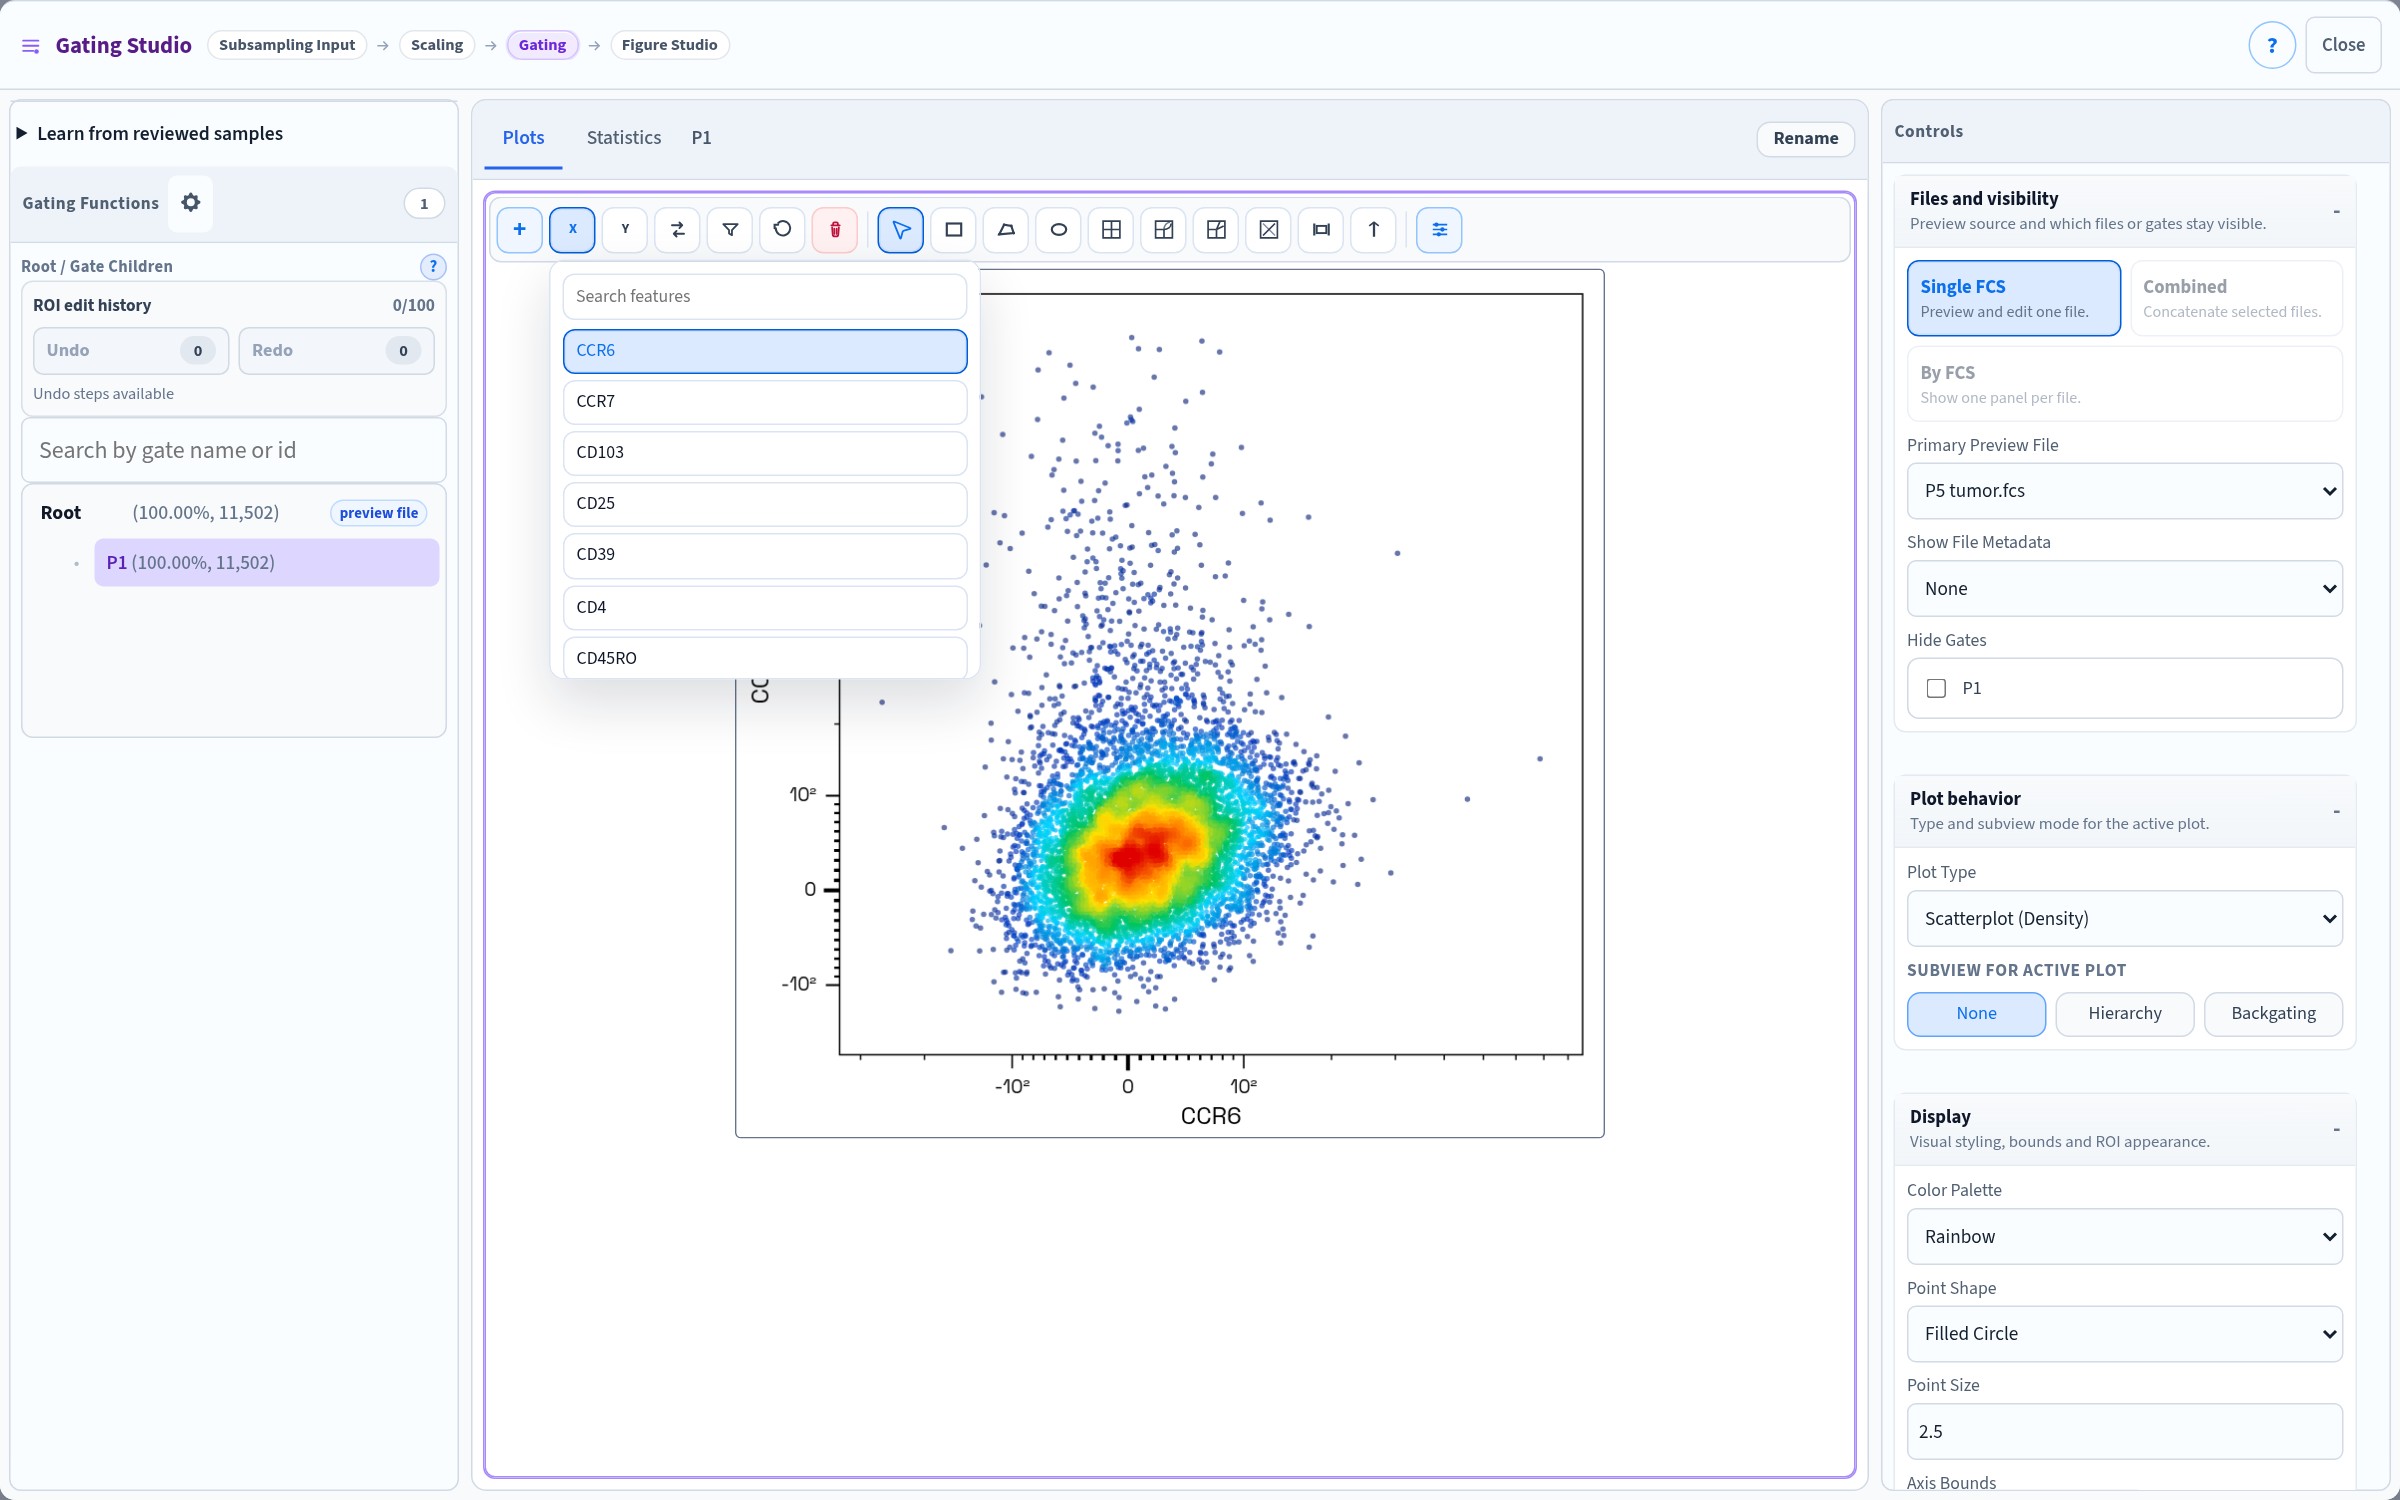 Gating Studio
Subsampling Input → Scaling → Gating → Figure Studio
?
Close
Learn from reviewed samples
Gating Functions
1
Root / Gate Children
?
ROI edit history
0/100
Undo 0
Redo 0
Undo steps available
Search by gate name or id
Root (100.00%, 11,502) preview file
P1 (100.00%, 11,502)
Plots
Statistics
P1
Rename
X
Y
Search features
CCR6
CCR7
CD103
CD25
CD39
CD4
CD45RO
10²
0
-10²
-10²
0
10²
CCR6
Controls
Files and visibility
Preview source and which files or gates stay visible.
-
Single FCS
Preview and edit one file.
Combined
Concatenate selected files.
By FCS
Show one panel per file.
Primary Preview File
P5 tumor.fcs
Show File Metadata
None
Hide Gates
P1
Plot behavior
Type and subview mode for the active plot.
-
Plot Type
Scatterplot (Density)
SUBVIEW FOR ACTIVE PLOT
None
Hierarchy
Backgating
Display
Visual styling, bounds and ROI appearance.
-
Color Palette
Rainbow
Point Shape
Filled Circle
Point Size
2.5
Axis Bounds